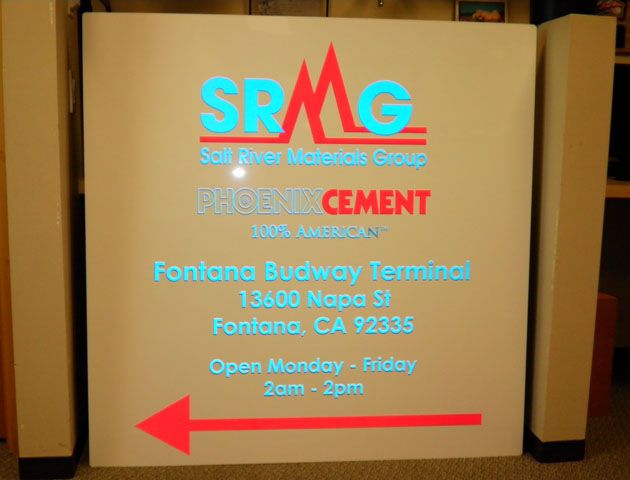 SRMG
Salt River Materials Group
PHOENIXCEMENT
100% AMERICAN™
Fontana Budway Terminal
13600 Napa St
Fontana, CA 92335
Open Monday - Friday
2am - 2pm